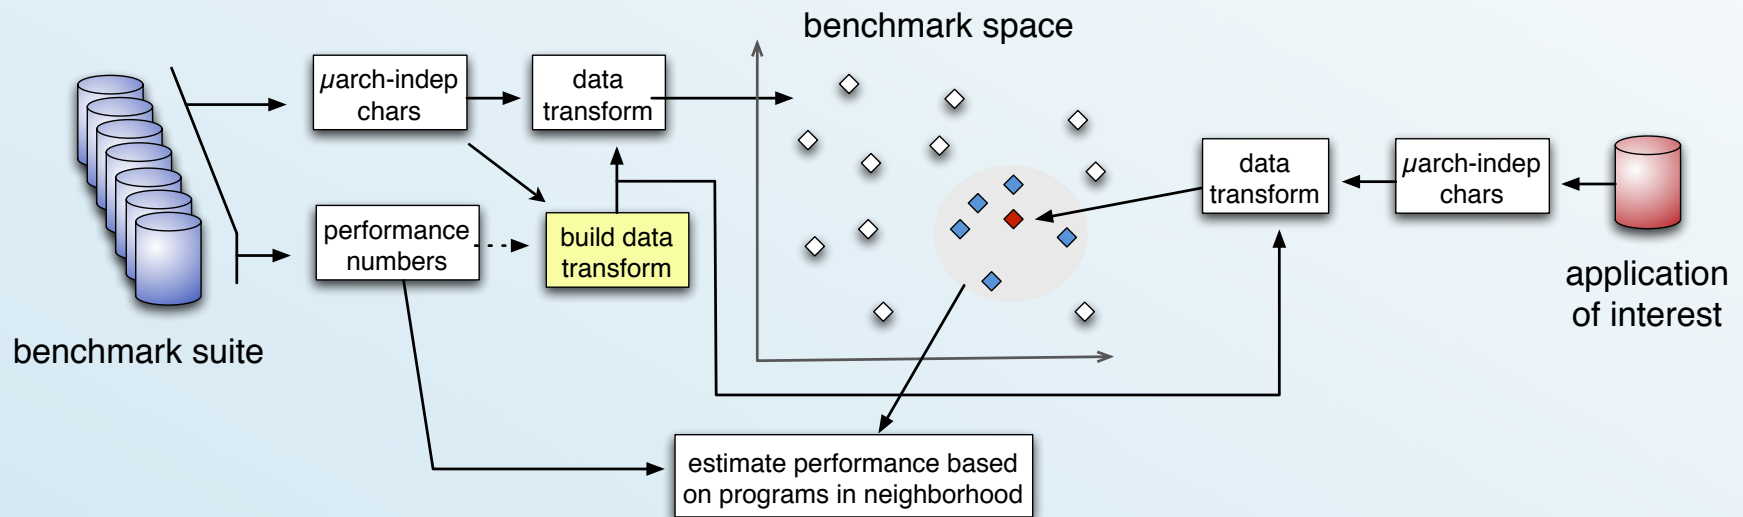 benchmark space
µarch-indep
chars
data
transform
performance
numbers
build data
transform
benchmark suite
data
transform
µarch-indep
chars
application
of interest
estimate performance based
on programs in neighborhood